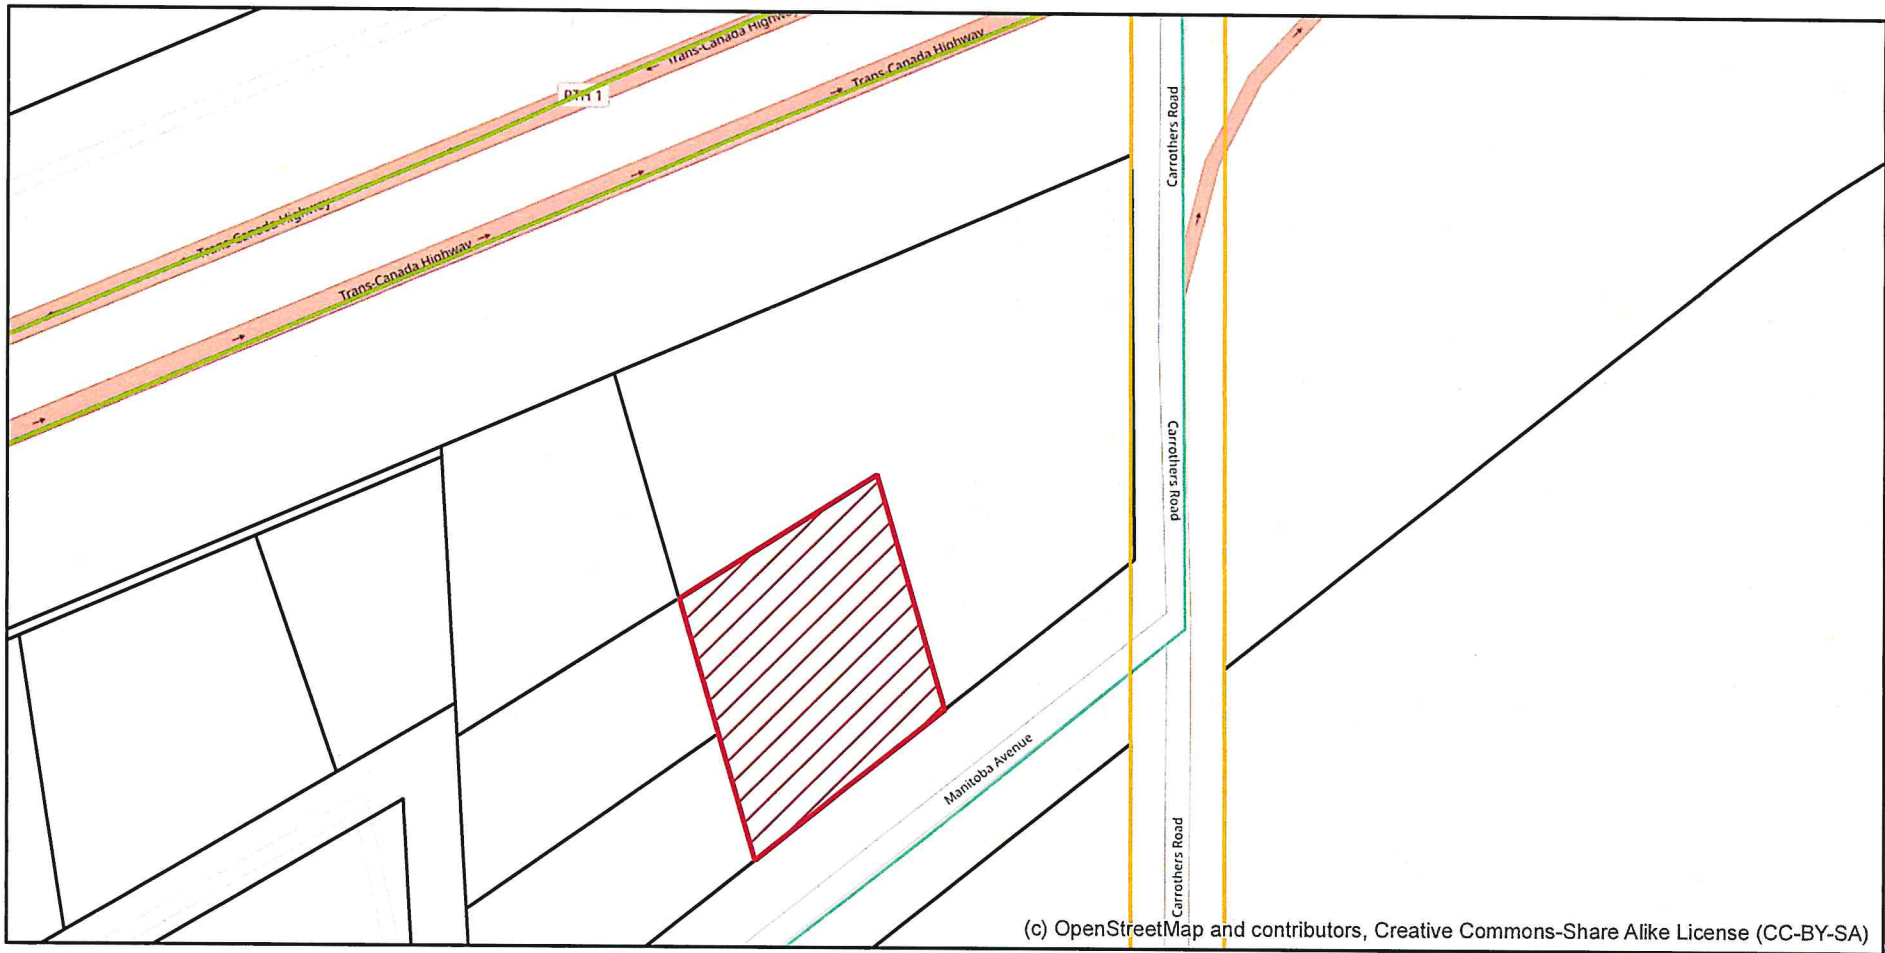 Trans-Canada Highway
PTH 1
Trans-Canada Highway
Carrothers Road
Trans-Canada Highway
Trans-Canada Highway
Carrothers Road
Manitoba Avenue
Carrothers Road
(c) OpenStreetMap and contributors, Creative Commons-Share Alike License (CC-BY-SA)